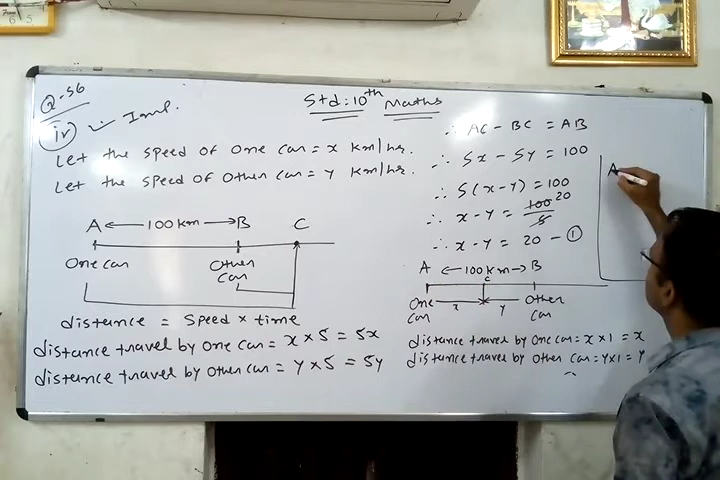 Q-56
Std:10th Maths
iv) Imp.
Let the speed of one car = x km/hr.
Let the speed of other car = y km/hr.
A ←— 100 km —→ B C
One car Other car
distance = speed × time
distance travel by one car = x × 5 = 5x
distance travel by other car = y × 5 = 5y
∴ AC - BC = AB
∴ 5x - 5y = 100
∴ 5(x-y) = 100
∴ x - y = 100/5 20
∴ x - y = 20 - ①
A ← 100 km → B
C
One car x y Other car
distance travel by one car = x × 1 = x
distance travel by other car = y × 1 = y
A